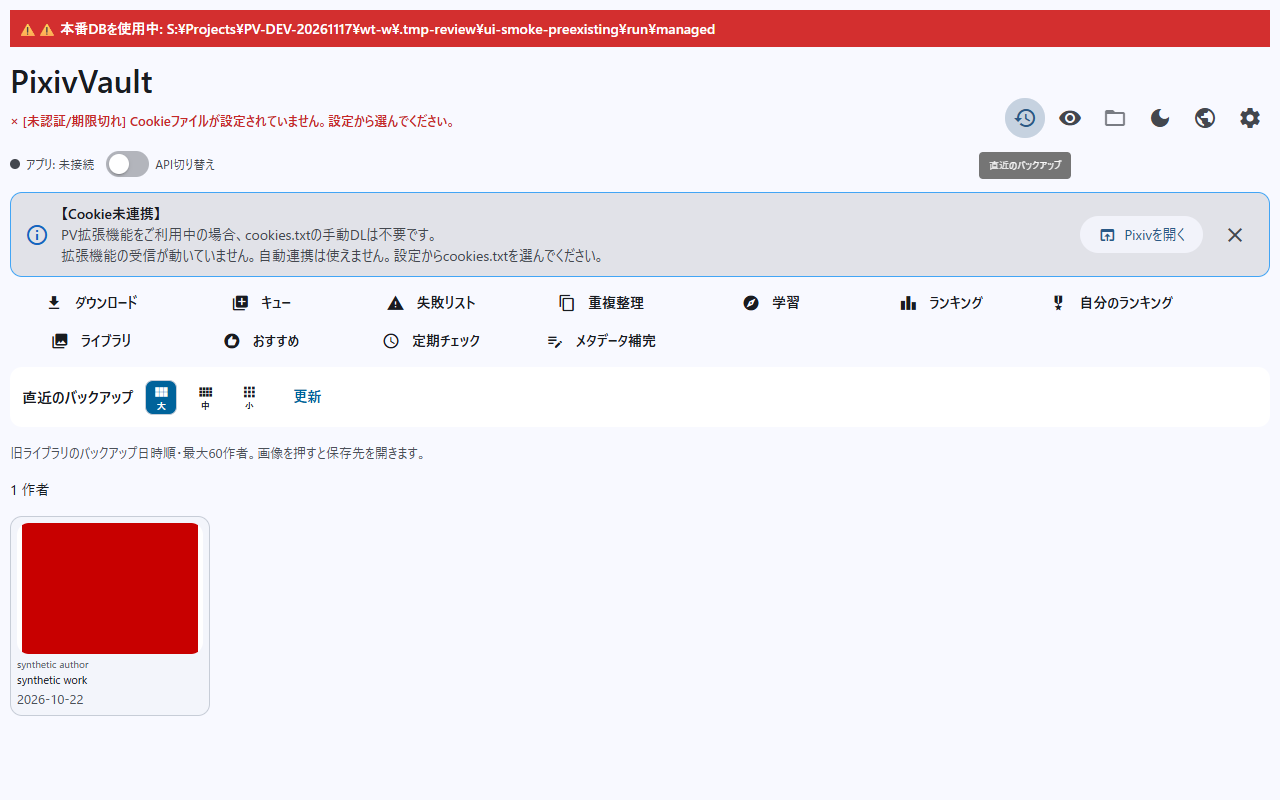 本番DBを使用中: S:¥Projects¥PV-DEV-20261117¥wt-w¥.tmp-review¥ui-smoke-preexisting¥run¥managed
PixivVault
× [未認証/期限切れ] Cookieファイルが設定されていません。設定から選んでください。
アプリ: 未接続 API切り替え
直近のバックアップ
【Cookie未連携】
PV拡張機能をご利用中の場合、cookies.txtの手動DLは不要です。
拡張機能の受信が動いていません。自動連携は使えません。設定からcookies.txtを選んでください。
Pixivを開く
ダウンロード キュー 失敗リスト 重複整理 学習 ランキング 自分のランキング
ライブラリ おすすめ 定期チェック メタデータ補完
直近のバックアップ 大 中 小 更新
旧ライブラリのバックアップ日時順・最大60作者。画像を押すと保存先を開きます。
1 作者
synthetic author
synthetic work
2026-10-22